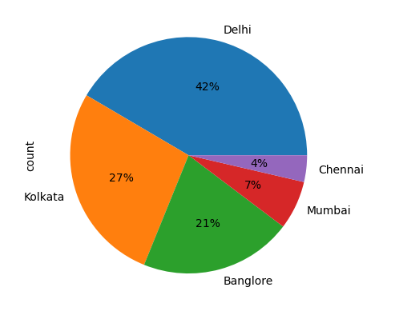 Delhi
42%
count
27%
4%
Chennai
7%
Kolkata
Mumbai
21%
Banglore